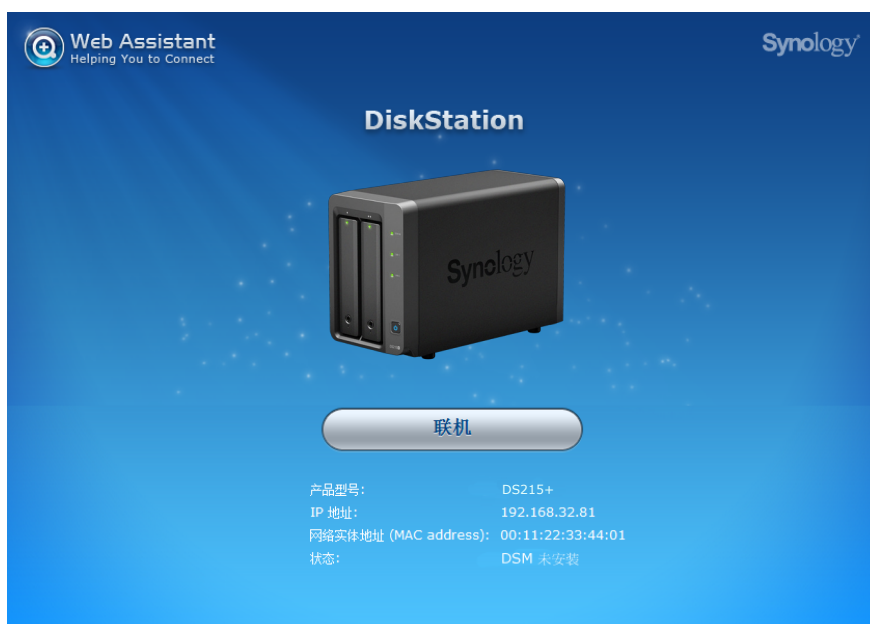 Web Assistant
Helping You to Connect
Synology
DiskStation
Synology
联机
产品型号: DS215+
IP 地址: 192.168.32.81
网络实体地址 (MAC address): 00:11:22:33:44:01
状态: DSM 未安装